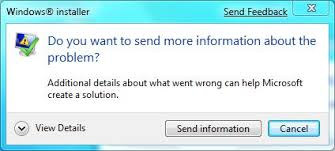 Windows® installer
Send Feedback
Do you want to send more information about the
problem?
Additional details about what went wrong can help Microsoft
create a solution.
View Details
Send information
Cancel